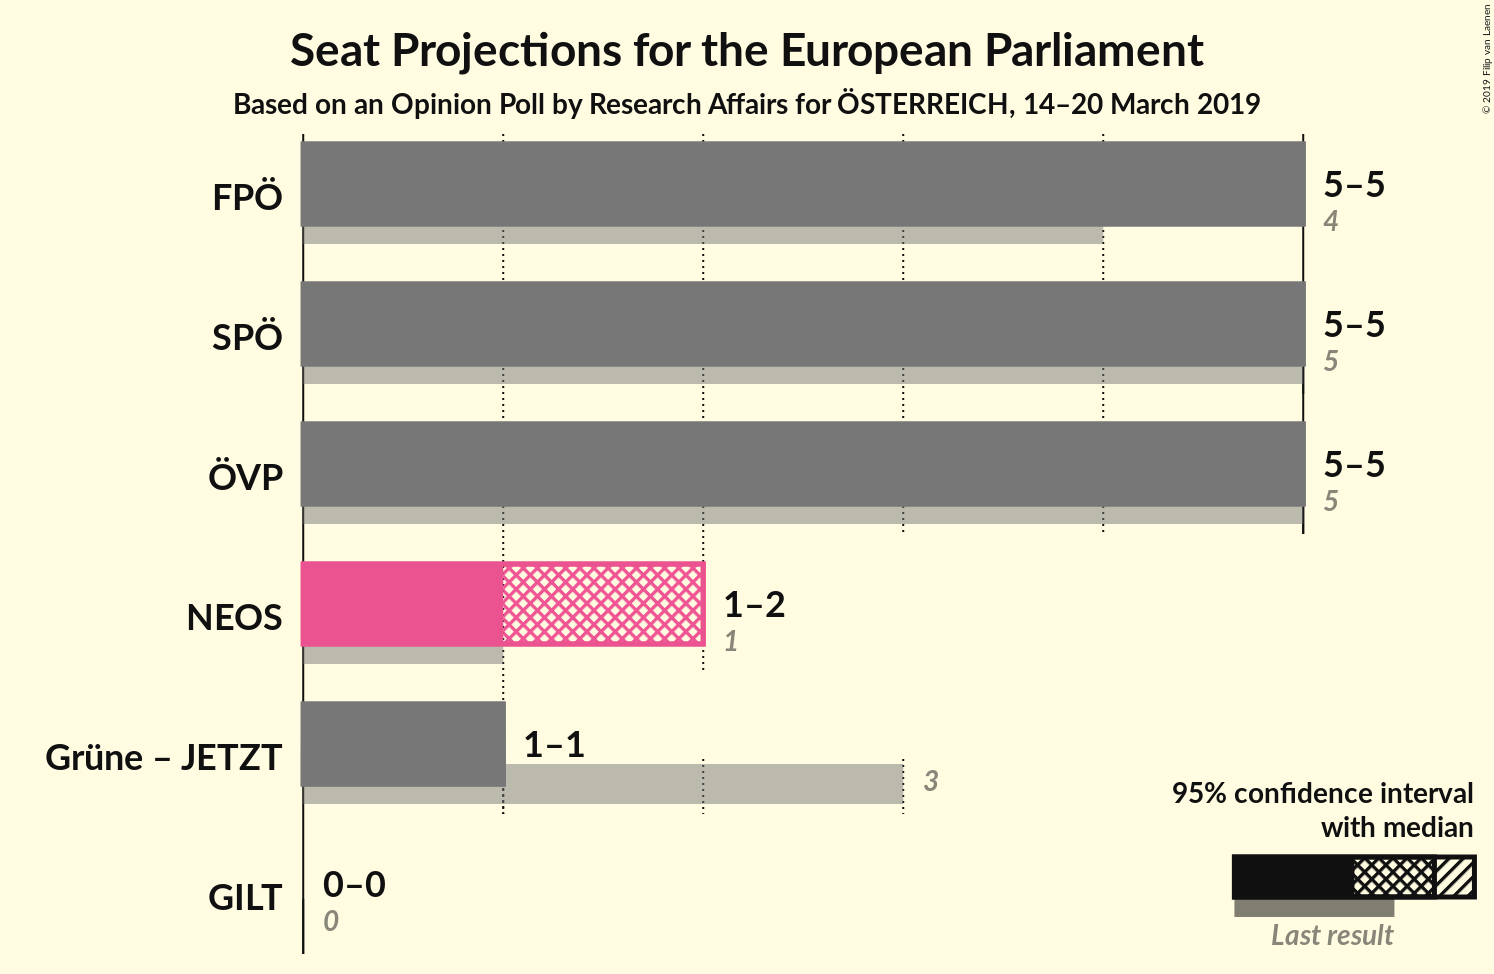 Seat Projections for the European Parliament
Based on an Opinion Poll by Research Affairs for ÖSTERREICH, 14–20 March 2019
© 2019 Filip van Laenen
FPÖ
5–5
4
SPÖ
5–5
5
ÖVP
5–5
5
NEOS
1–2
1
Grüne – JETZT
1–1
3
GILT
0–0
0
95% confidence interval
with median
Last result